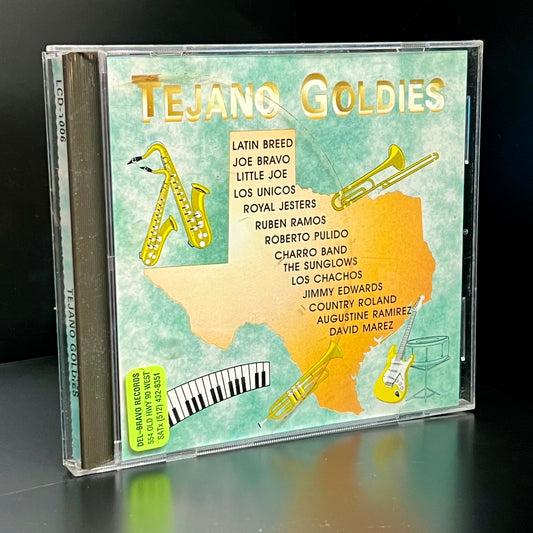 TEJANO GOLDIES
LATIN BREED
JOE BRAVO
LITTLE JOE
LOS UNICOS
ROYAL JESTERS
RUBEN RAMOS
ROBERTO PULIDO
CHARRO BAND
THE SUNGLOWS
LOS CHACHOS
JIMMY EDWARDS
COUNTRY ROLAND
AUGUSTINE RAMIREZ
DAVID MAREZ
DEL-BRAVO RECORDS
554 OLD HWY 90 WEST
SATx (512) 432-8351
LCD-1006
TEJANO GOLDIES